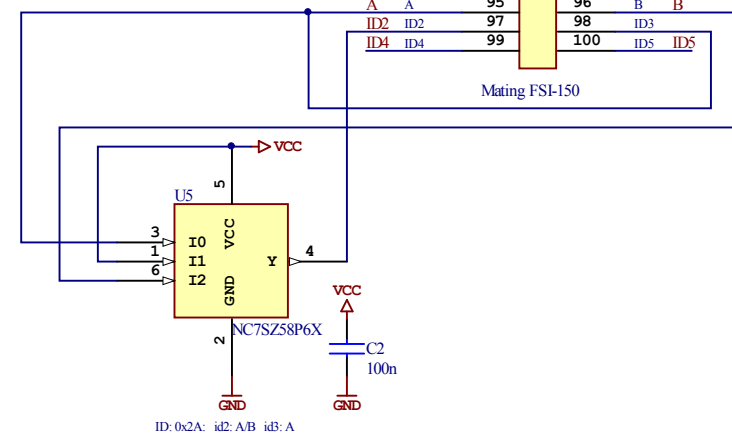 A A 95 96 B B
ID2 ID2 97 98 ID3
ID4 ID4 99 100 ID5 ID5
Mating FSI-150
VCC
5
U5
3 I0 VCC
1 I1 Y 4
6 I2 GND
VCC
2 NC7SZ58P6X
C2
100n
GND GND
ID: 0x2A: id2: A/B id3: A